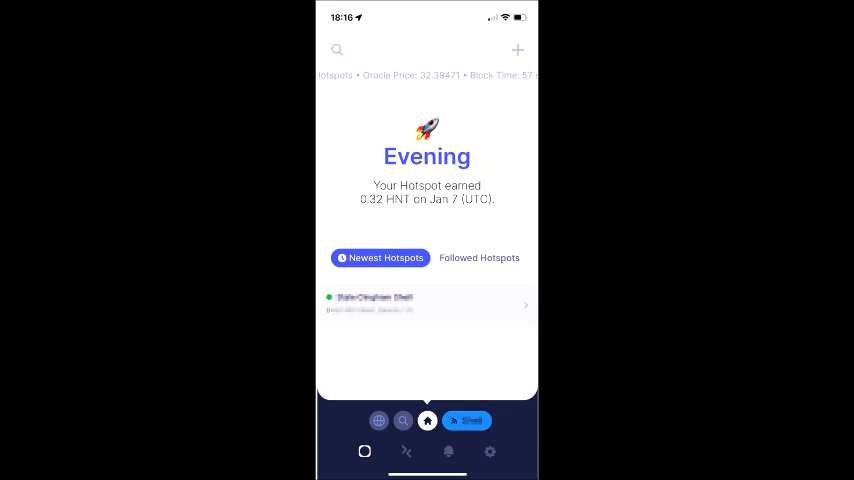 18:16
Hotspots • Oracle Price: 32.39471 • Block Time: 57 s
Evening
Your Hotspot earned
0.32 HNT on Jan 7 (UTC).
Newest Hotspots
Followed Hotspots